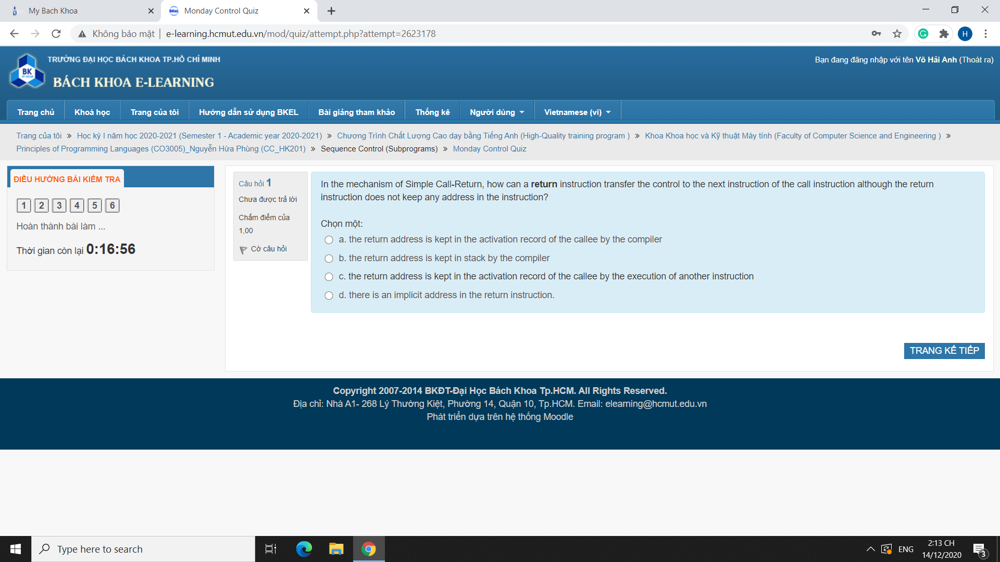 My Bach Khoa
Monday Control Quiz
Không bảo mật | e-learning.hcmut.edu.vn/mod/quiz/attempt.php?attempt=2623178
H
BK
TP.HCM
TRƯỜNG ĐẠI HỌC BÁCH KHOA TP.HỒ CHÍ MINH
BÁCH KHOA E-LEARNING
Bạn đang đăng nhập với tên Võ Hải Anh (Thoát ra)
Trang chủ Khoá học Trang của tôi Hướng dẫn sử dụng BKEL Bài giảng tham khảo Thống kê Người dùng Vietnamese (vi)
Trang của tôi » Học kỳ I năm học 2020-2021 (Semester 1 - Academic year 2020-2021) » Chương Trình Chất Lượng Cao dạy bằng Tiếng Anh (High-Quality training program ) » Khoa Khoa học và Kỹ thuật Máy tính (Faculty of Computer Science and Engineering ) »
Principles of Programming Languages (CO3005)_Nguyễn Hứa Phùng (CC_HK201) » Sequence Control (Subprograms) » Monday Control Quiz
ĐIỀU HƯỚNG BÀI KIỂM TRA
1 2 3 4 5 6
Hoàn thành bài làm ...
Thời gian còn lại 0:16:56
Câu hỏi 1
Chưa được trả lời
Chấm điểm của
1,00
Cờ câu hỏi
In the mechanism of Simple Call-Return, how can a return instruction transfer the control to the next instruction of the call instruction although the return
instruction does not keep any address in the instruction?
Chọn một:
a. the return address is kept in the activation record of the callee by the compiler
b. the return address is kept in stack by the compiler
c. the return address is kept in the activation record of the callee by the execution of another instruction
d. there is an implicit address in the return instruction.
TRANG KẾ TIẾP
Copyright 2007-2014 BKĐT-Đại Học Bách Khoa Tp.HCM. All Rights Reserved.
Địa chỉ: Nhà A1- 268 Lý Thường Kiệt, Phường 14, Quận 10, Tp.HCM. Email: elearning@hcmut.edu.vn
Phát triển dựa trên hệ thống Moodle
Type here to search
ENG
2:13 CH
14/12/2020
3